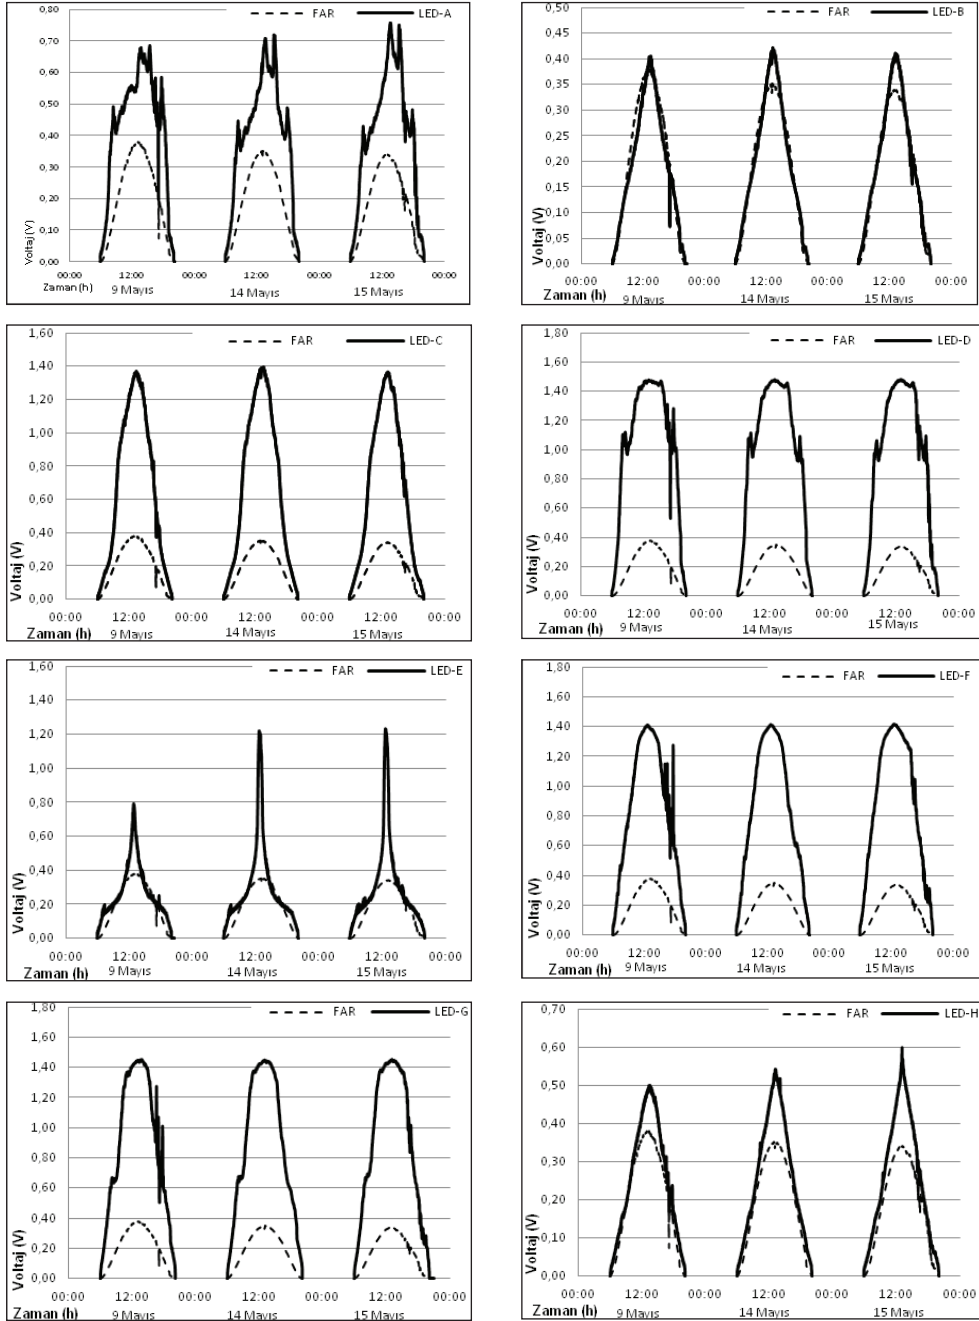 FAR LED-A
0,80
0,70
0,60
0,50
0,40
0,30
0,20
0,10
0,00
Voltaj (V)
00:00 12:00 00:00 12:00 00:00 12:00 00:00
Zaman (h) 9 Mayıs 14 Mayıs 15 Mayıs
FAR LED-B
0,50
0,45
0,40
0,35
0,30
0,25
0,20
0,15
0,10
0,05
0,00
Voltaj (V)
00:00 12:00 00:00 12:00 00:00 12:00 00:00
Zaman (h) 9 Mayıs 14 Mayıs 15 Mayıs
FAR LED-C
1,60
1,40
1,20
1,00
0,80
0,60
0,40
0,20
0,00
Voltaj (V)
00:00 12:00 00:00 12:00 00:00 12:00 00:00
Zaman (h) 9 Mayıs 14 Mayıs 15 Mayıs
FAR LED-D
1,80
1,60
1,40
1,20
1,00
0,80
0,60
0,40
0,20
0,00
Voltaj (V)
00:00 12:00 00:00 12:00 00:00 12:00 00:00
Zaman (h) 9 Mayıs 14 Mayıs 15 Mayıs
FAR LED-E
1,60
1,40
1,20
1,00
0,80
0,60
0,40
0,20
0,00
Voltaj (V)
00:00 12:00 00:00 12:00 00:00 12:00 00:00
Zaman (h) 9 Mayıs 14 Mayıs 15 Mayıs
FAR LED-F
1,80
1,60
1,40
1,20
1,00
0,80
0,60
0,40
0,20
0,00
Voltaj (V)
00:00 12:00 00:00 12:00 00:00 12:00 00:00
Zaman (h) 9 Mayıs 14 Mayıs 15 Mayıs
FAR LED-G
1,80
1,60
1,40
1,20
1,00
0,80
0,60
0,40
0,20
0,00
Voltaj (V)
00:00 12:00 00:00 12:00 00:00 12:00 00:00
Zaman (h) 9 Mayıs 14 Mayıs 15 Mayıs
FAR LED-H
0,70
0,60
0,50
0,40
0,30
0,20
0,10
0,00
Voltaj (V)
00:00 12:00 00:00 12:00 00:00 12:00 00:00
Zaman (h) 9 Mayıs 14 Mayıs 15 Mayıs